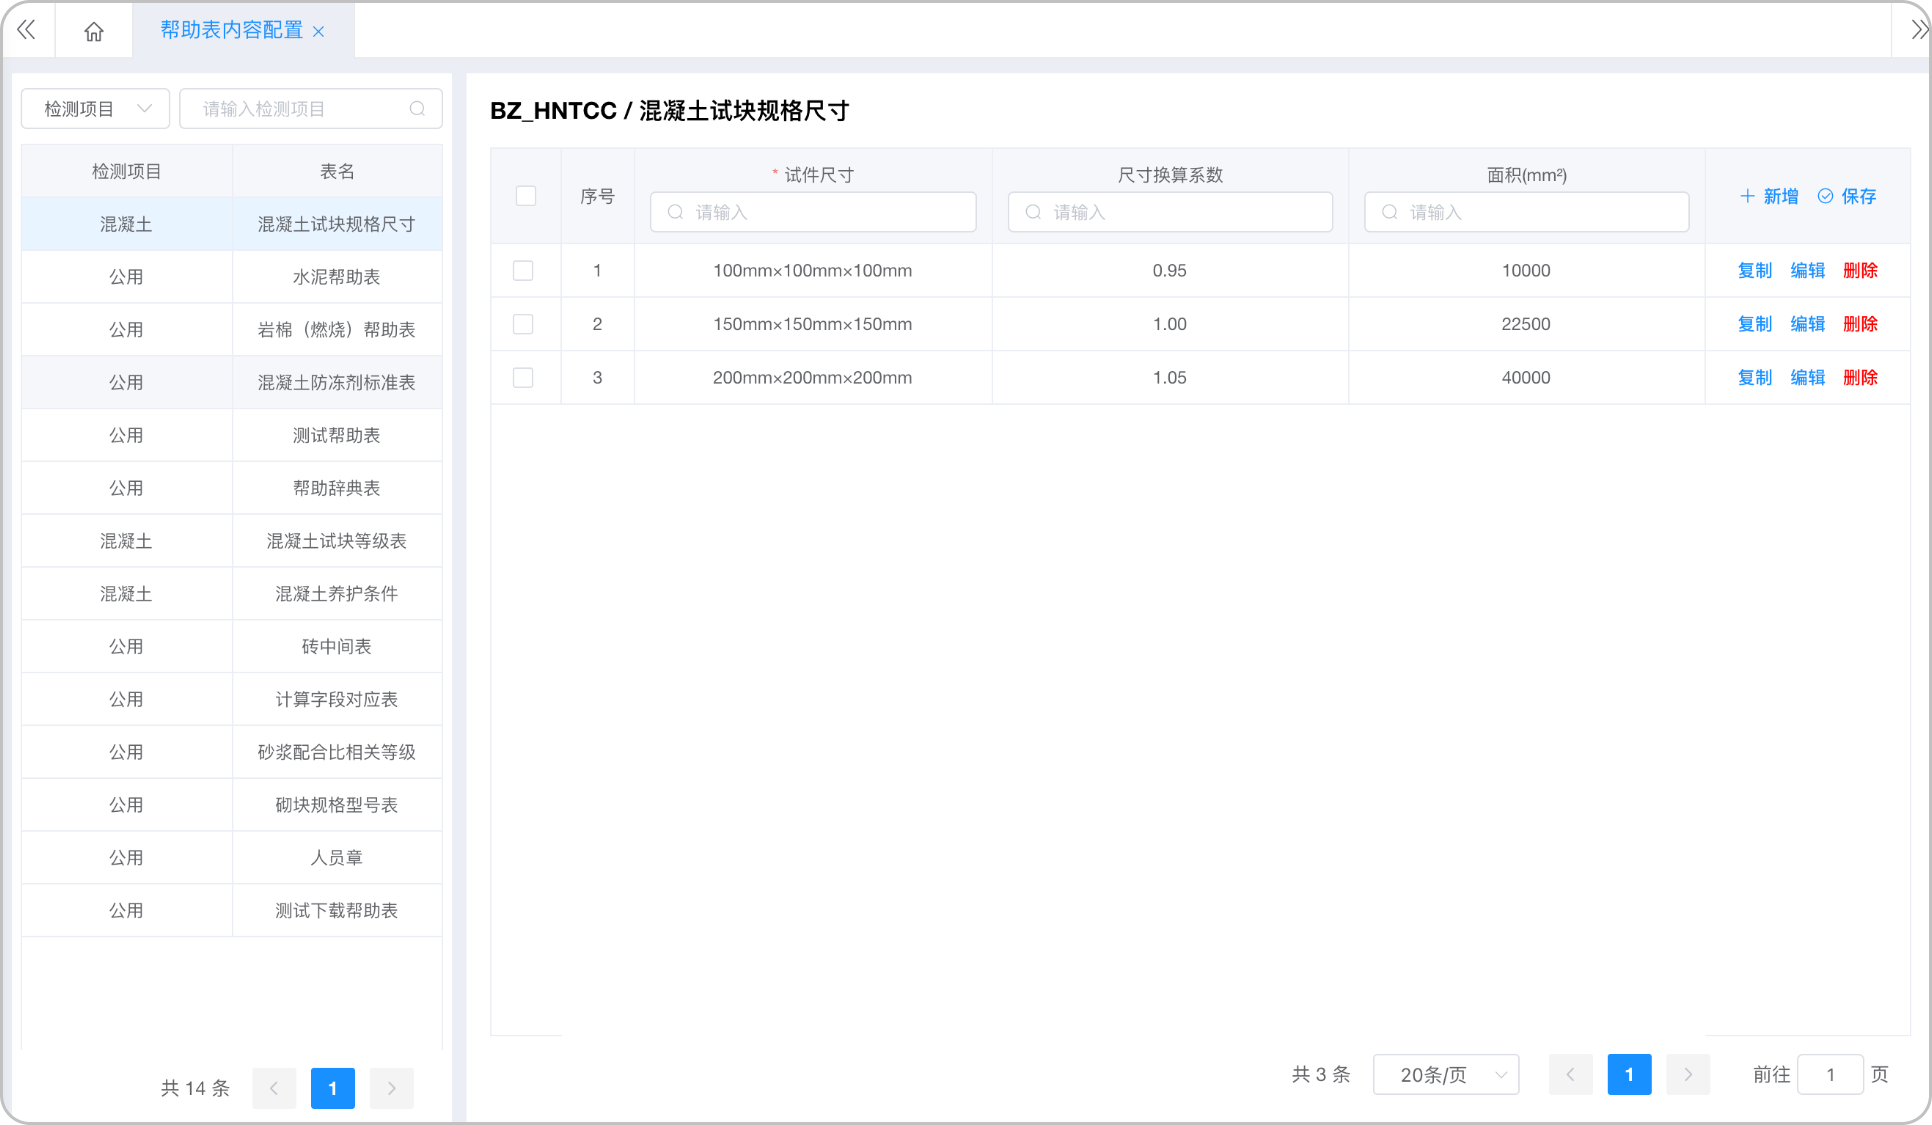 帮助表内容配置
检测项目 请输入检测项目
检测项目 表名
混凝土 混凝土试块规格尺寸
公用 水泥帮助表
公用 岩棉（燃烧）帮助表
公用 混凝土防冻剂标准表
公用 测试帮助表
公用 帮助辞典表
混凝土 混凝土试块等级表
混凝土 混凝土养护条件
公用 砖中间表
公用 计算字段对应表
公用 砂浆配合比相关等级
公用 砌块规格型号表
公用 人员章
公用 测试下载帮助表
共 14 条 1
BZ_HNTCC / 混凝土试块规格尺寸
序号 * 试件尺寸 尺寸换算系数 面积(mm²) 新增 保存
请输入 请输入 请输入
1 100mm×100mm×100mm 0.95 10000 复制 编辑 删除
2 150mm×150mm×150mm 1.00 22500 复制 编辑 删除
3 200mm×200mm×200mm 1.05 40000 复制 编辑 删除
共 3 条 20条/页 1 前往 1 页